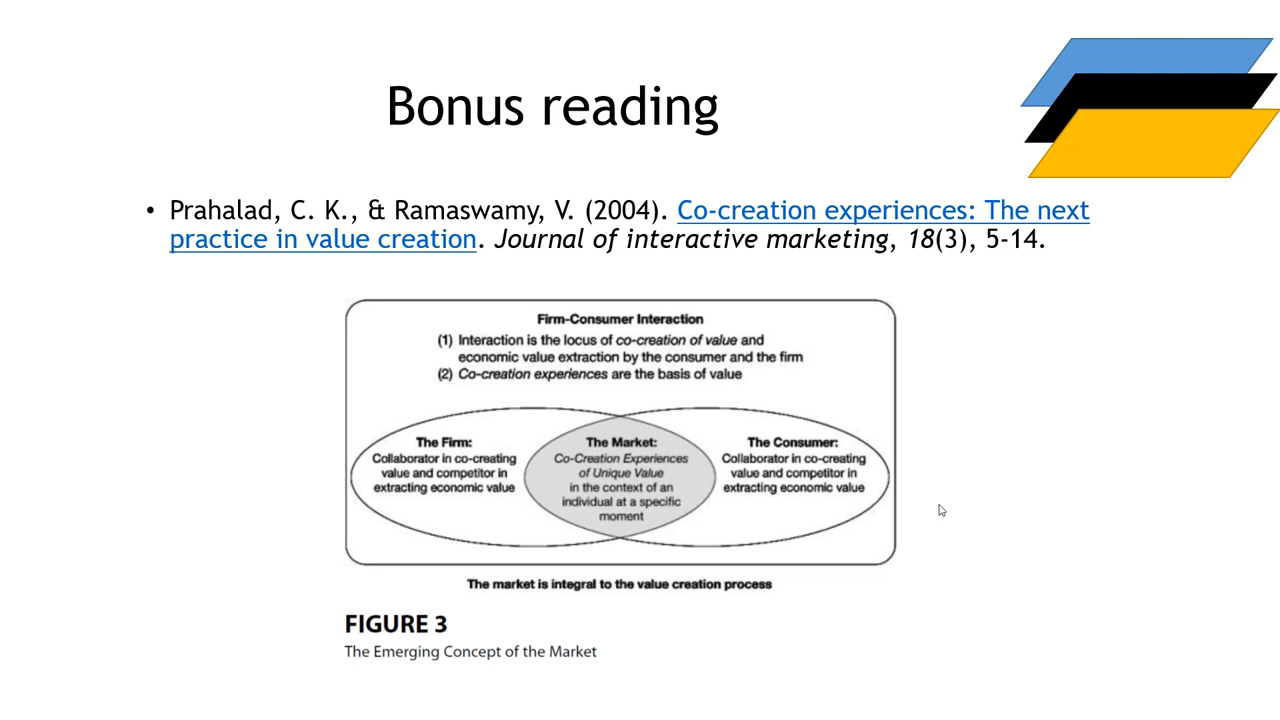 Bonus reading
• Prahalad, C. K., & Ramaswamy, V. (2004). Co-creation experiences: The next
practice in value creation. Journal of interactive marketing, 18(3), 5-14.
Firm-Consumer Interaction
(1) Interaction is the locus of co-creation of value and
economic value extraction by the consumer and the firm
(2) Co-creation experiences are the basis of value
The Firm:
Collaborator in co-creating
value and competitor in
extracting economic value
The Market:
Co-Creation Experiences
of Unique Value
in the context of an
individual at a specific
moment
The Consumer:
Collaborator in co-creating
value and competitor in
extracting economic value
The market is integral to the value creation process
FIGURE 3
The Emerging Concept of the Market